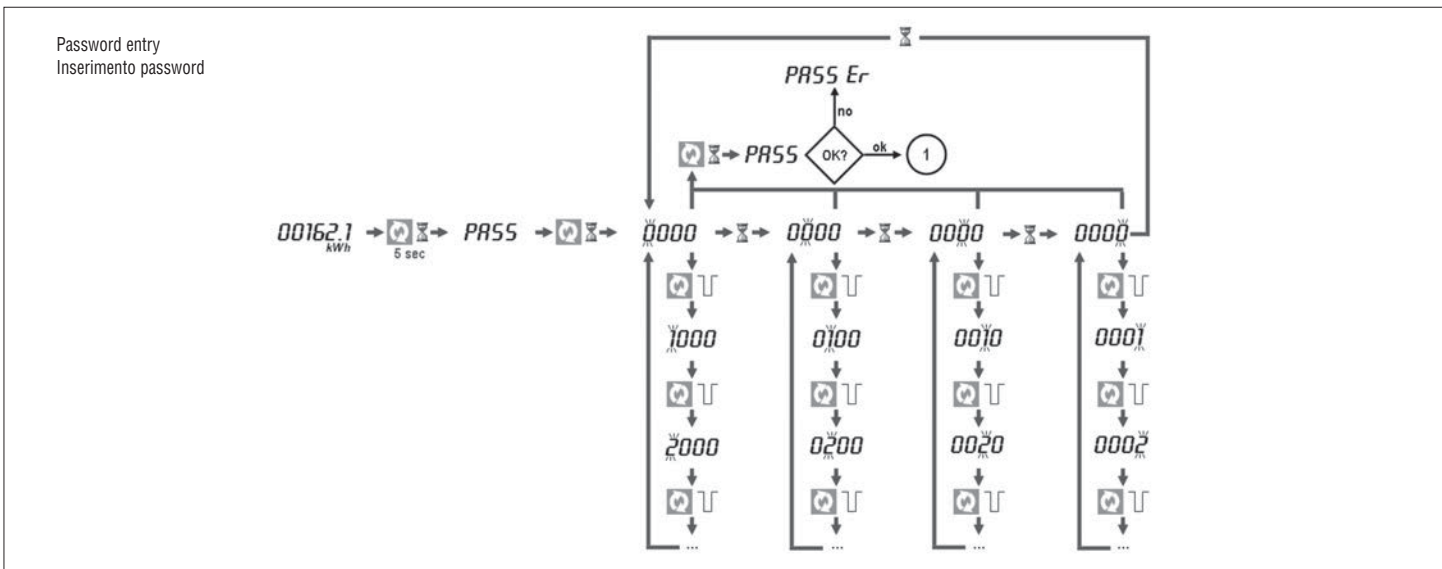 Password entry
Inserimento password
PASS Er
no
PASS OK? ok 1
00162.1 PASS 0000 0000 0000 0000
kWh 5 sec
1000 0100 0010 0001
2000 0200 0020 0002
... ... ... ...